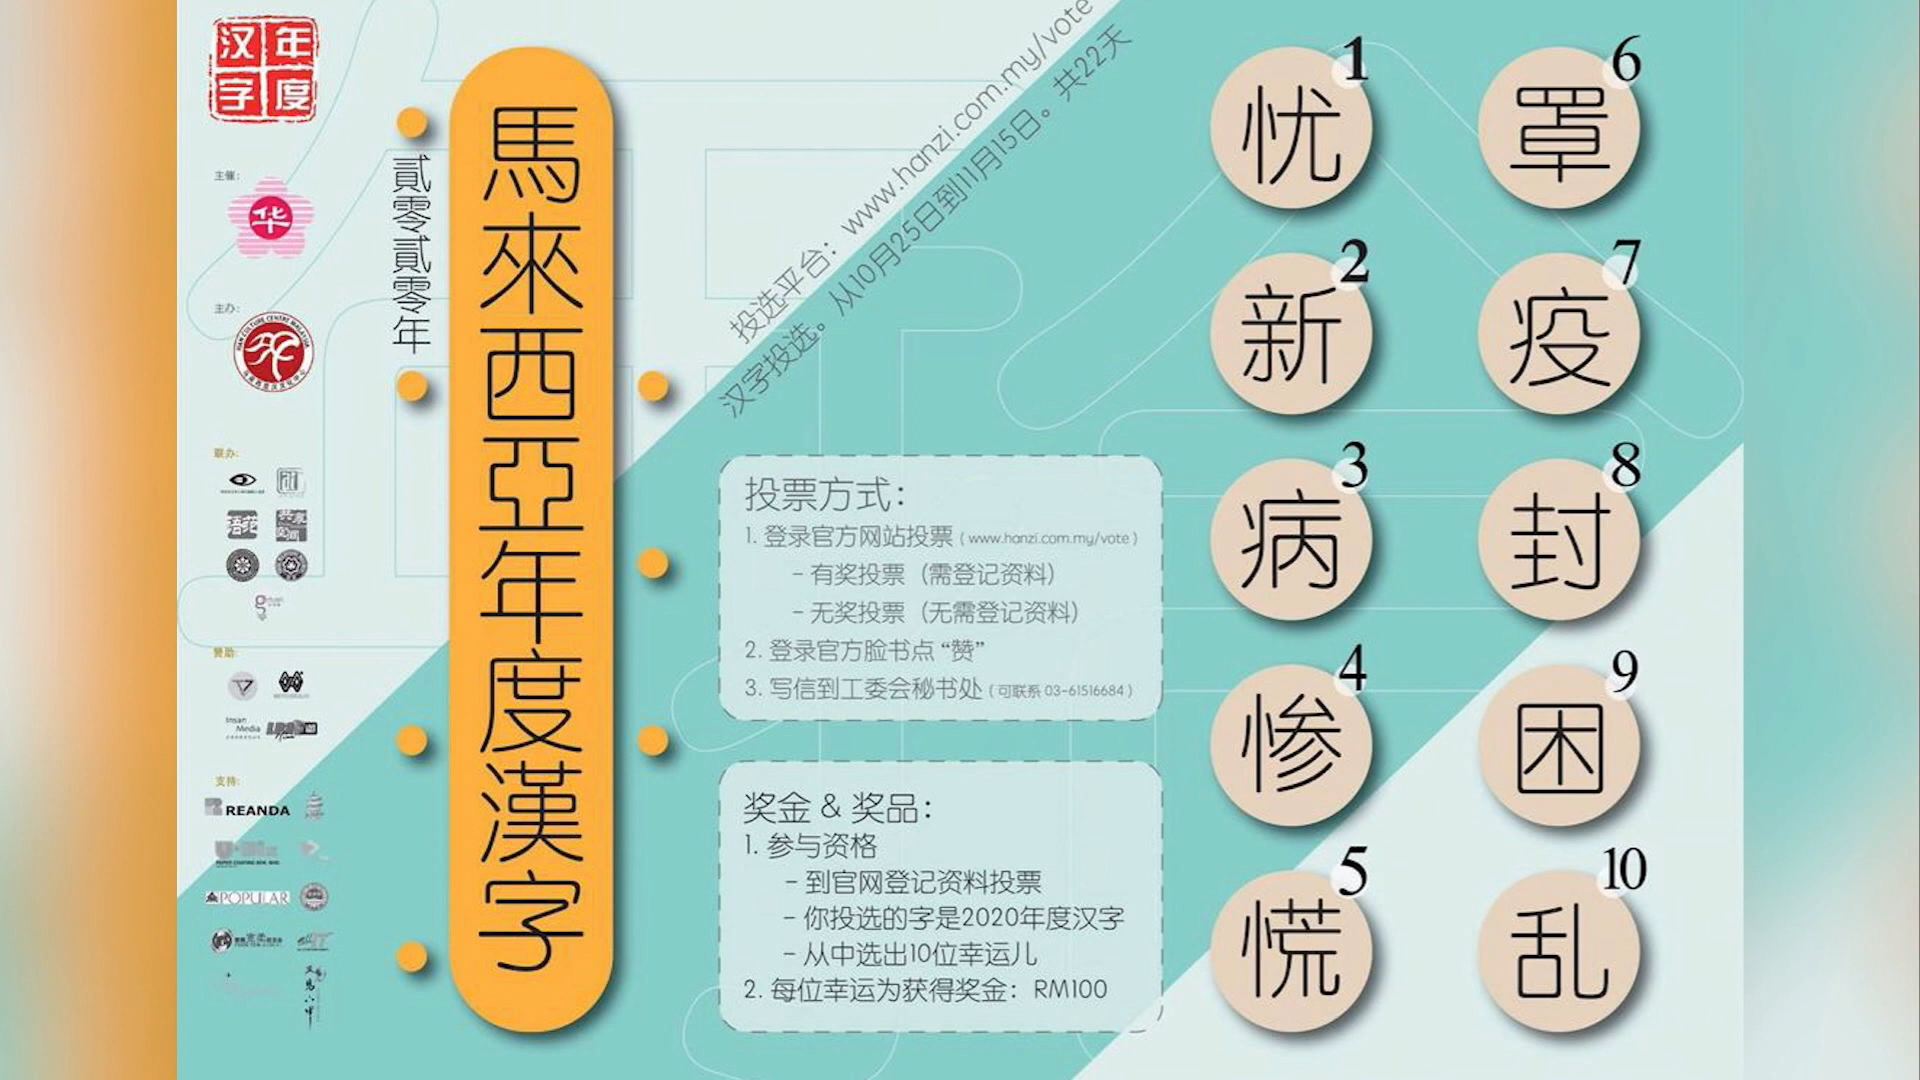 汉年
字度
主催：
华
主办：
HAN CULTURE CENTRE MALAYSIA
联办：
赞助：
Insan
Media
支持：
REANDA
POPULAR
貳零貳零年
馬來西亞年度漢字
投选平台：www.hanzi.com.my/vote
汉字投选。从10月25日到11月15日。共22天
投票方式：
1. 登录官方网站投票（www.hanzi.com.my/vote）
- 有奖投票（需登记资料）
- 无奖投票（无需登记资料）
2. 登录官方脸书点“赞”
3. 写信到工委会秘书处（可联系 03-61516684）
奖金 & 奖品：
1. 参与资格
- 到官网登记资料投票
- 你投选的字是2020年度汉字
- 从中选出10位幸运儿
2. 每位幸运为获得奖金：RM100
1
忧
2
新
3
病
4
惨
5
慌
6
罩
7
疫
8
封
9
困
10
乱